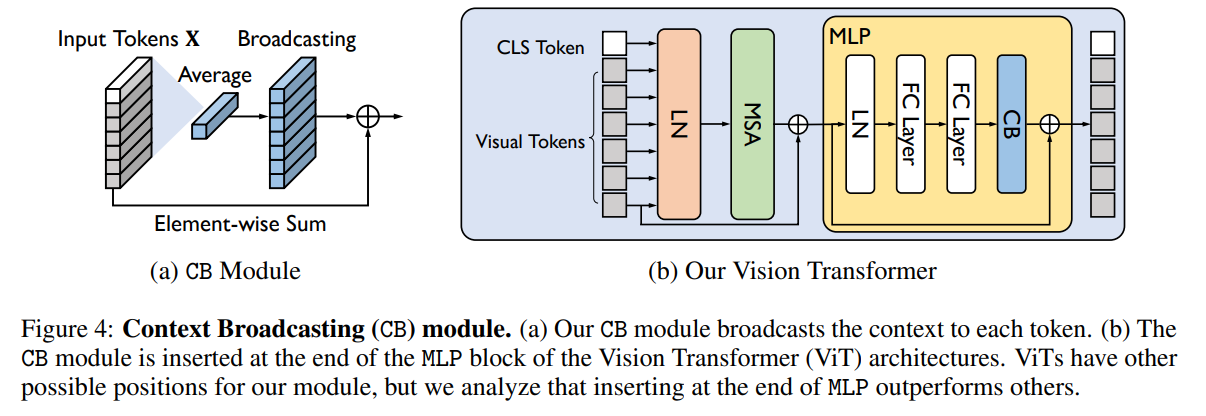 Input Tokens X
Broadcasting
Average
Element-wise Sum
(a) CB Module
CLS Token
Visual Tokens
LN
MSA
MLP
LN
FC Layer
FC Layer
CB
(b) Our Vision Transformer
Figure 4: Context Broadcasting (CB) module. (a) Our CB module broadcasts the context to each token. (b) The
CB module is inserted at the end of the MLP block of the Vision Transformer (ViT) architectures. ViTs have other
possible positions for our module, but we analyze that inserting at the end of MLP outperforms others.